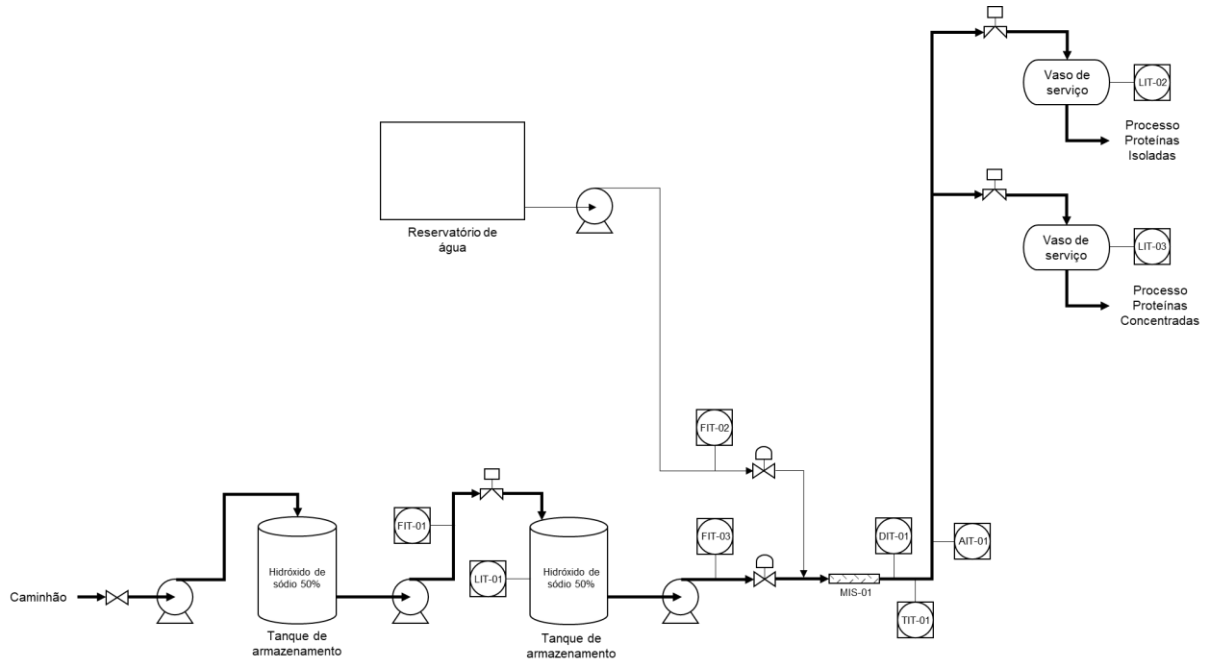 Vaso de
serviço
LIT-02
Processo
Proteínas
Isoladas
Reservatório de
água
Vaso de
serviço
LIT-03
Processo
Proteínas
Concentradas
FIT-02
FIT-01
LIT-01
FIT-03
DIT-01
AIT-01
Caminhão
Hidróxido de
sódio 50%
Tanque de
armazenamento
Hidróxido de
sódio 50%
Tanque de
armazenamento
MIS-01
TIT-01